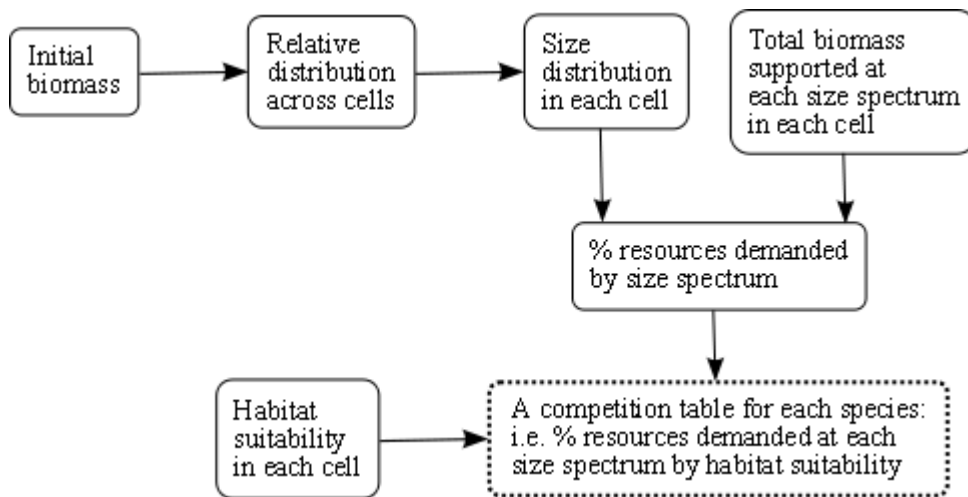 Initial
biomass
Relative
distribution
across cells
Size
distribution
in each cell
Total biomass
supported at
each size spectrum
in each cell
% resources demanded
by size spectrum
Habitat
suitability
in each cell
A competition table for each species:
i.e. % resources demanded at each
size spectrum by habitat suitability